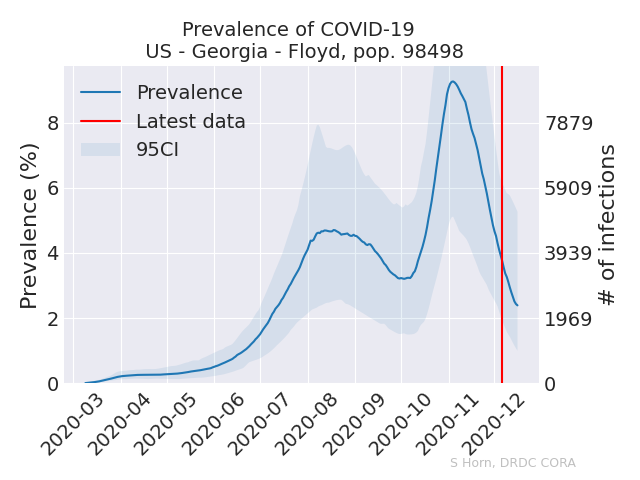 Prevalence of COVID-19
US - Georgia - Floyd, pop. 98498
Prevalence
Latest data
95CI
Prevalence (%)
8
6
4
2
0
7879
5909
3939
1969
0
# of infections
2020-03
2020-04
2020-05
2020-06
2020-07
2020-08
2020-09
2020-10
2020-11
2020-12
S Horn, DRDC CORA